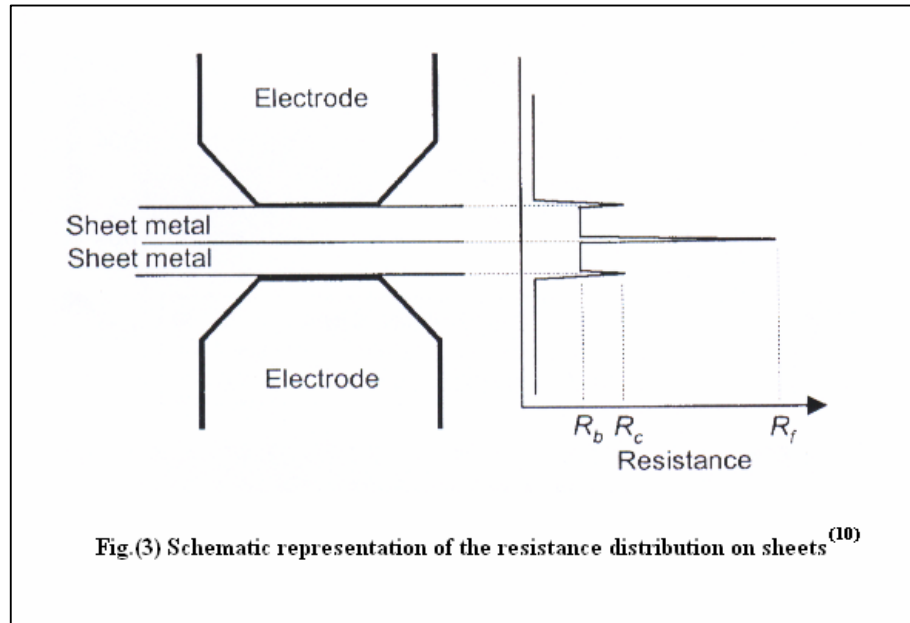 Electrode
Sheet metal
Sheet metal
Electrode
R_b R_c R_f
Resistance
Fig.(3) Schematic representation of the resistance distribution on sheets (10)